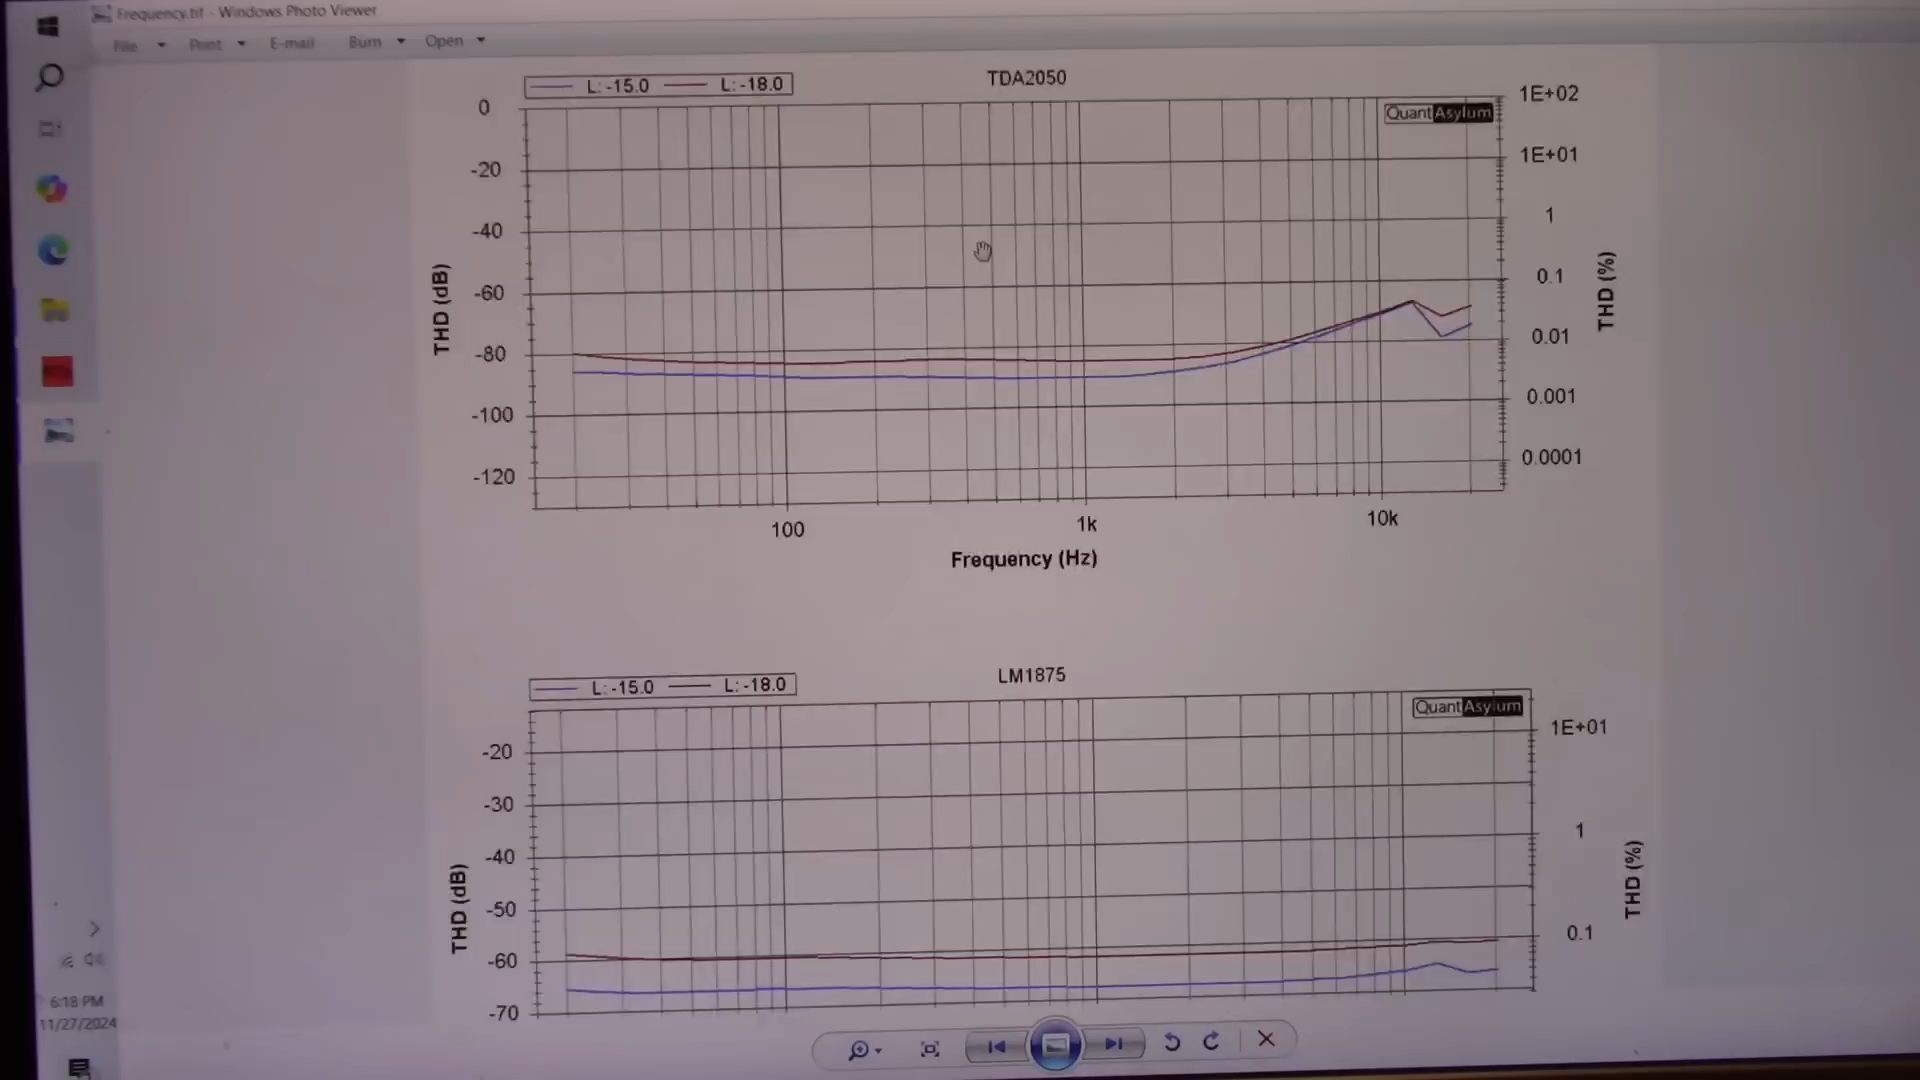 Frequency.tif - Windows Photo Viewer
File Print E-mail Burn Open
L: -15.0 L: -18.0
TDA2050
QuantAsylum
0
-20
-40
-60
-80
-100
-120
THD (dB)
1E+02
1E+01
1
0.1
0.01
0.001
0.0001
THD (%)
100 1k 10k
Frequency (Hz)
L: -15.0 L: -18.0
LM1875
QuantAsylum
-20
-30
-40
-50
-60
-70
THD (dB)
1E+01
1
0.1
THD (%)
6:18 PM
11/27/2024